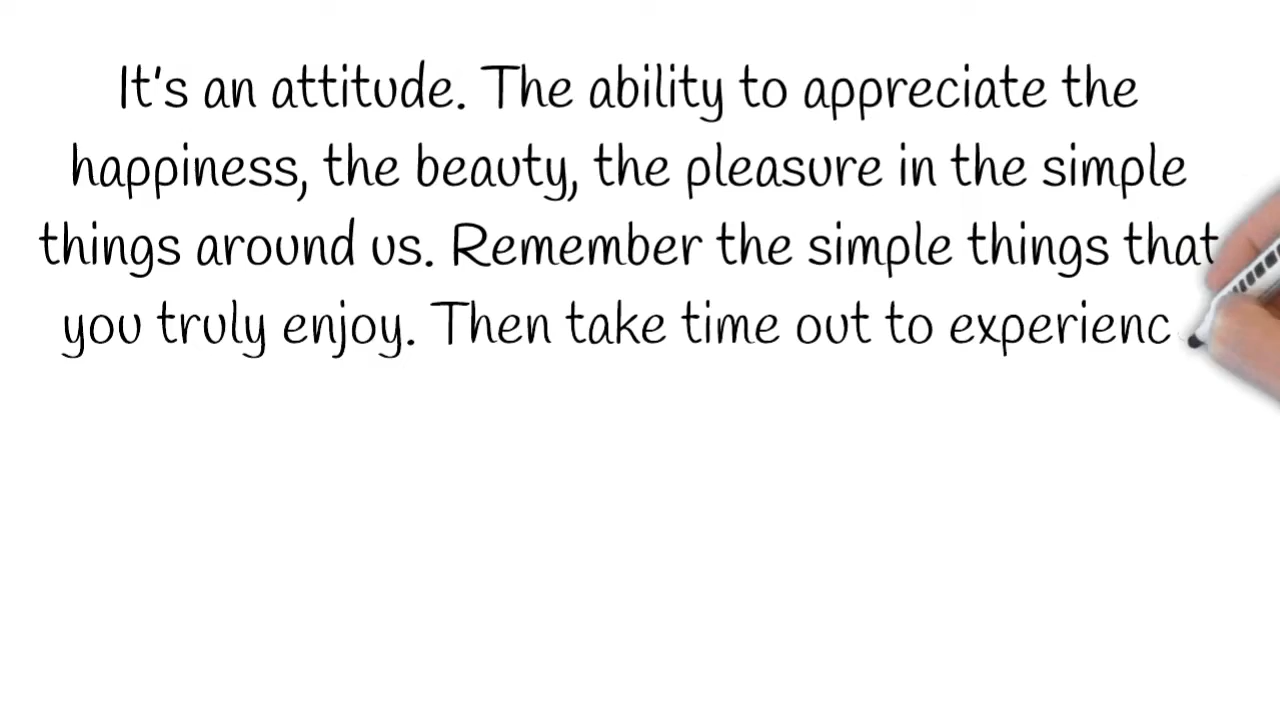 It's an attitude. The ability to appreciate the
happiness, the beauty, the pleasure in the simple
things around us. Remember the simple things that
you truly enjoy. Then take time out to experienc